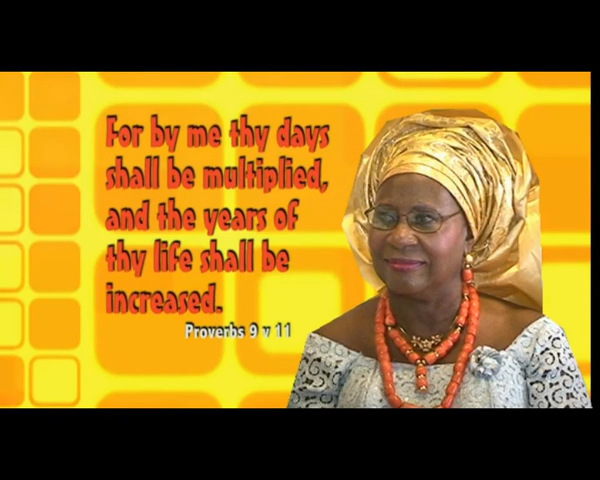 For by me thy days
shall be multiplied,
and the years of
thy life shall be
increased.
Proverbs 9 v 11